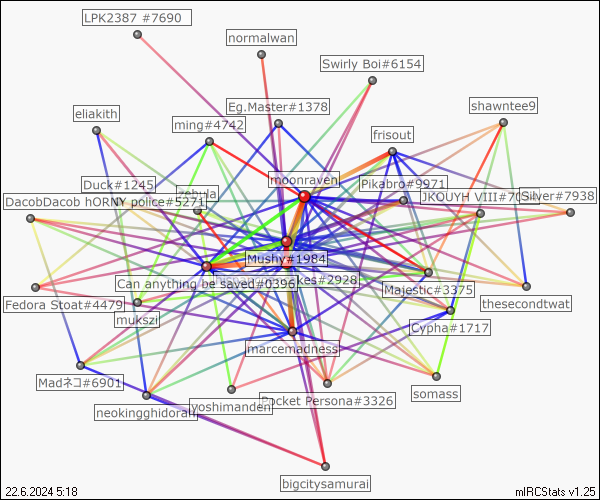 LPK2387 #7690
normalwan
Swirly Boi#6154
Eg.Master#1378
shawntee9
eliakith
ming#4742
frisout
moonraven
Pikabro#9971
Duck#1245
zebula
DacobDacob hORNY police#5271
JKQUYH VIII#70
Silver#7938
Mushy#1984
Can anything be saved#0396
kes#2928
Majestic#3375
thesecondtwat
Fedora Stoat#4479
mukszi
Cypha#1717
marcemadness
Madネコ#6901
neokingghidorah
yoshimanden
Pocket Persona#3326
somass
bigcitysamurai
22.6.2024 5:18
mIRCStats v1.25